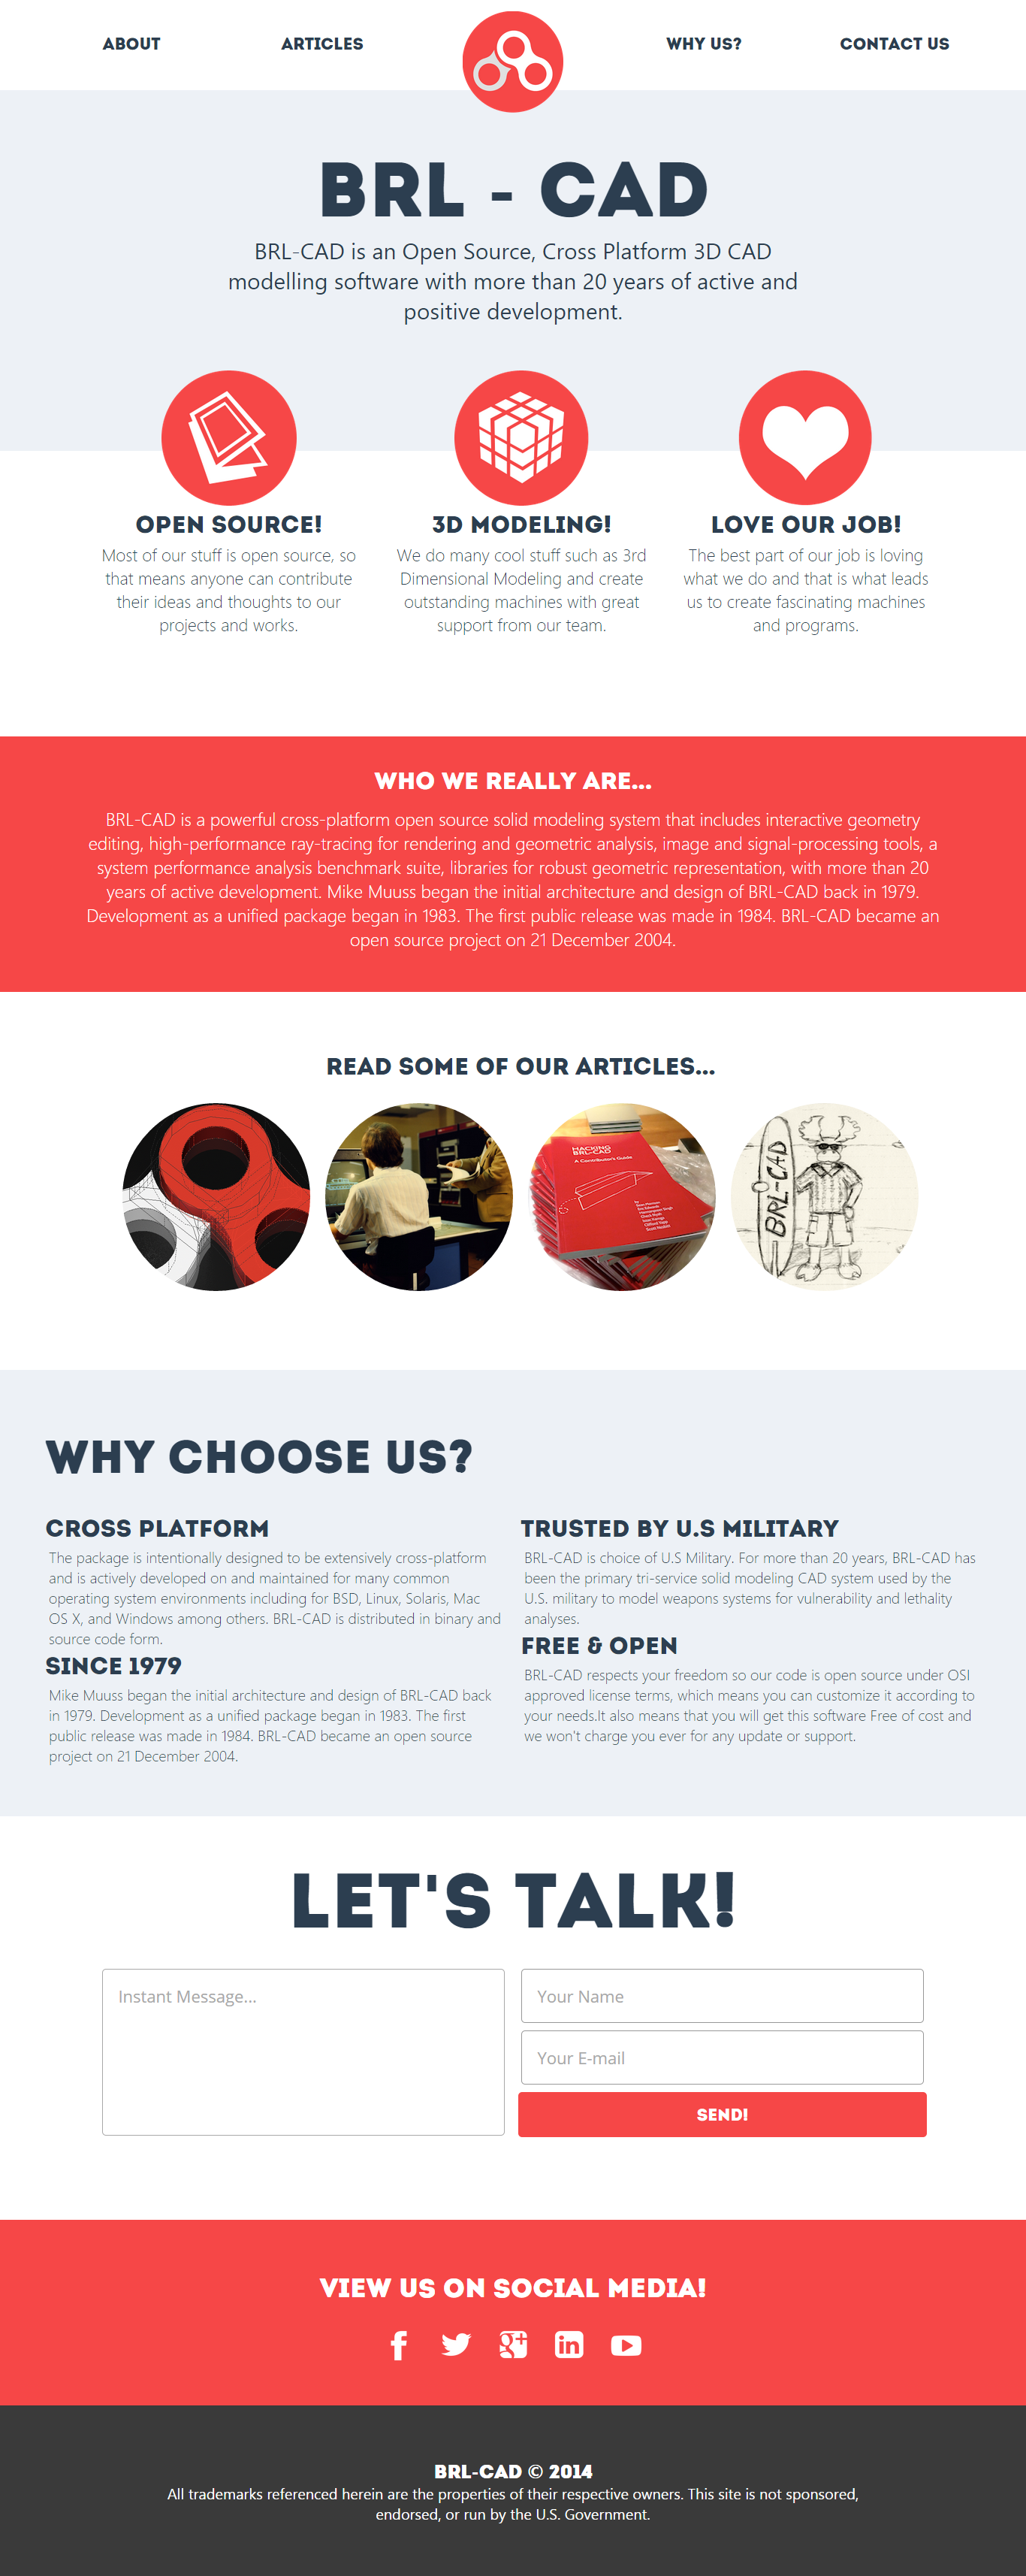 ABOUT
ARTICLES
WHY US?
CONTACT US
BRL - CAD
BRL-CAD is an Open Source, Cross Platform 3D CAD
modelling software with more than 20 years of active and
positive development.
OPEN SOURCE!
Most of our stuff is open source, so
that means anyone can contribute
their ideas and thoughts to our
projects and works.
3D MODELING!
We do many cool stuff such as 3rd
Dimensional Modeling and create
outstanding machines with great
support from our team.
LOVE OUR JOB!
The best part of our job is loving
what we do and that is what leads
us to create fascinating machines
and programs.
WHO WE REALLY ARE...
BRL-CAD is a powerful cross-platform open source solid modeling system that includes interactive geometry
editing, high-performance ray-tracing for rendering and geometric analysis, image and signal-processing tools, a
system performance analysis benchmark suite, libraries for robust geometric representation, with more than 20
years of active development. Mike Muuss began the initial architecture and design of BRL-CAD back in 1979.
Development as a unified package began in 1983. The first public release was made in 1984. BRL-CAD became an
open source project on 21 December 2004.
READ SOME OF OUR ARTICLES...
HACKING
BRL-CAD
A Contributor's Guide
BRL-CAD
WHY CHOOSE US?
CROSS PLATFORM
The package is intentionally designed to be extensively cross-platform
and is actively developed on and maintained for many common
operating system environments including for BSD, Linux, Solaris, Mac
OS X, and Windows among others. BRL-CAD is distributed in binary and
source code form.
SINCE 1979
Mike Muuss began the initial architecture and design of BRL-CAD back
in 1979. Development as a unified package began in 1983. The first
public release was made in 1984. BRL-CAD became an open source
project on 21 December 2004.
TRUSTED BY U.S MILITARY
BRL-CAD is choice of U.S Military. For more than 20 years, BRL-CAD has
been the primary tri-service solid modeling CAD system used by the
U.S. military to model weapons systems for vulnerability and lethality
analyses.
FREE & OPEN
BRL-CAD respects your freedom so our code is open source under OSI
approved license terms, which means you can customize it according to
your needs.It also means that you will get this software Free of cost and
we won't charge you ever for any update or support.
LET'S TALK!
Instant Message...
Your Name
Your E-mail
SEND!
VIEW US ON SOCIAL MEDIA!
BRL-CAD © 2014
All trademarks referenced herein are the properties of their respective owners. This site is not sponsored,
endorsed, or run by the U.S. Government.